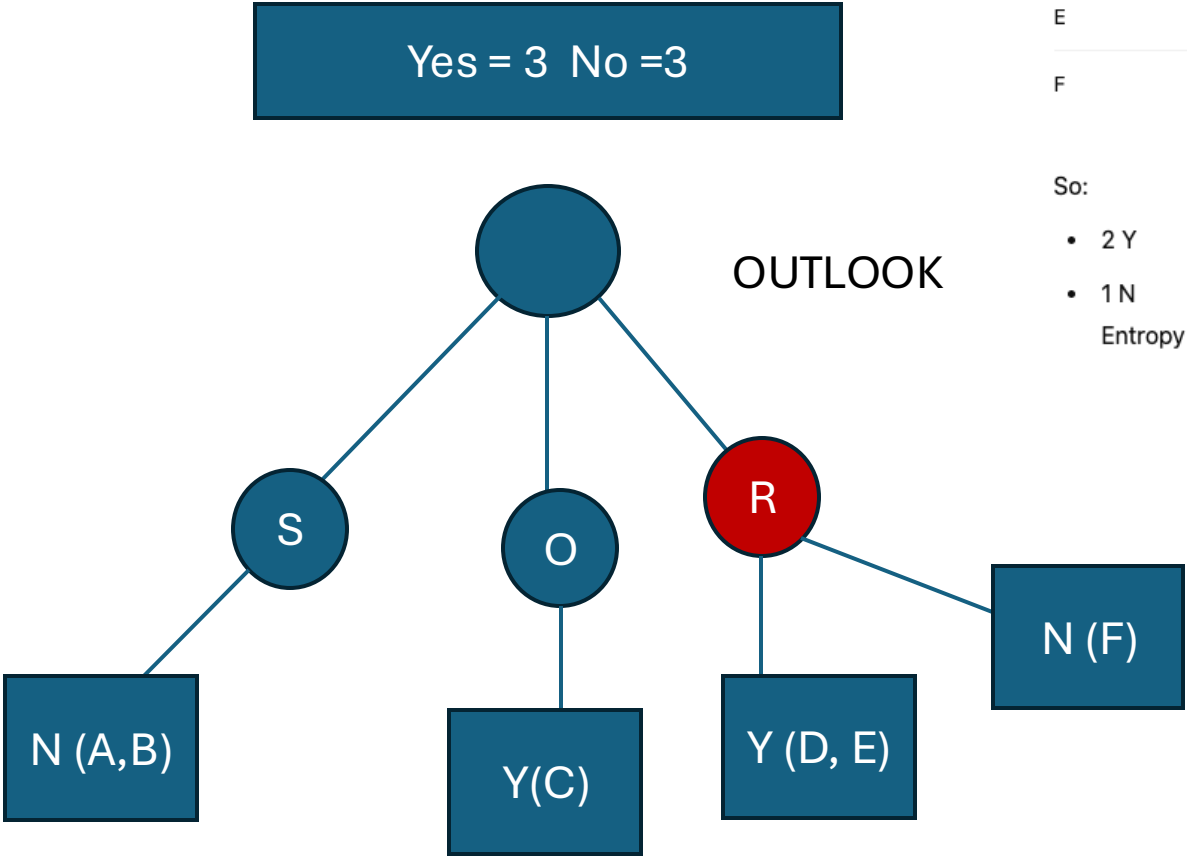 Yes = 3 No =3
E
F
So:
• 2 Y
• 1 N
Entropy
OUTLOOK
S
O
R
N (A,B)
Y(C)
Y (D, E)
N (F)